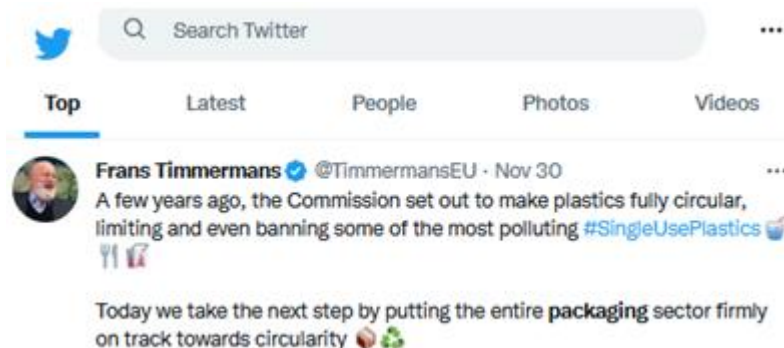 Search Twitter
Top Latest People Photos Videos
Frans Timmermans @TimmermansEU · Nov 30
A few years ago, the Commission set out to make plastics fully circular,
limiting and even banning some of the most polluting #SingleUsePlastics 🥤
🍴🥡
Today we take the next step by putting the entire packaging sector firmly
on track towards circularity 📦♻️